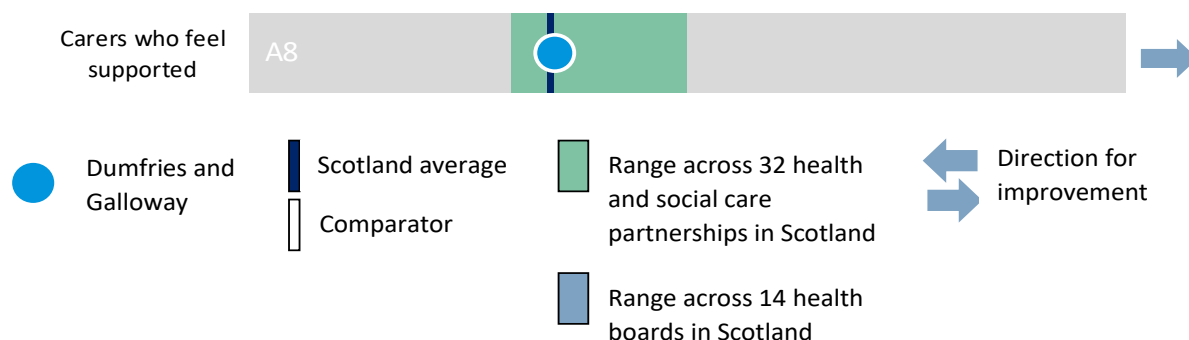 Carers who feel
supported
A8
Dumfries and
Galloway
Scotland average
Comparator
Range across 32 health
and social care
partnerships in Scotland
Range across 14 health
boards in Scotland
Direction for
improvement